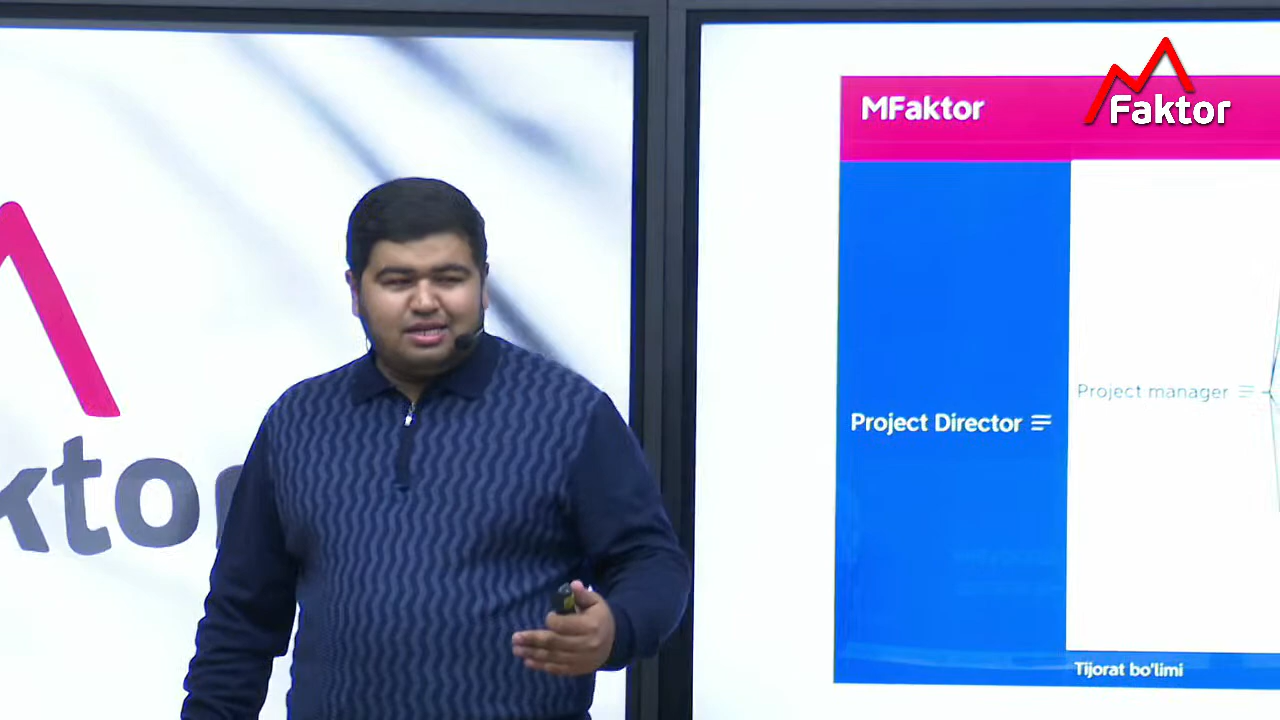 MFaktor
Faktor
Project manager
Project Director
ktor
Tijorat bo'limi